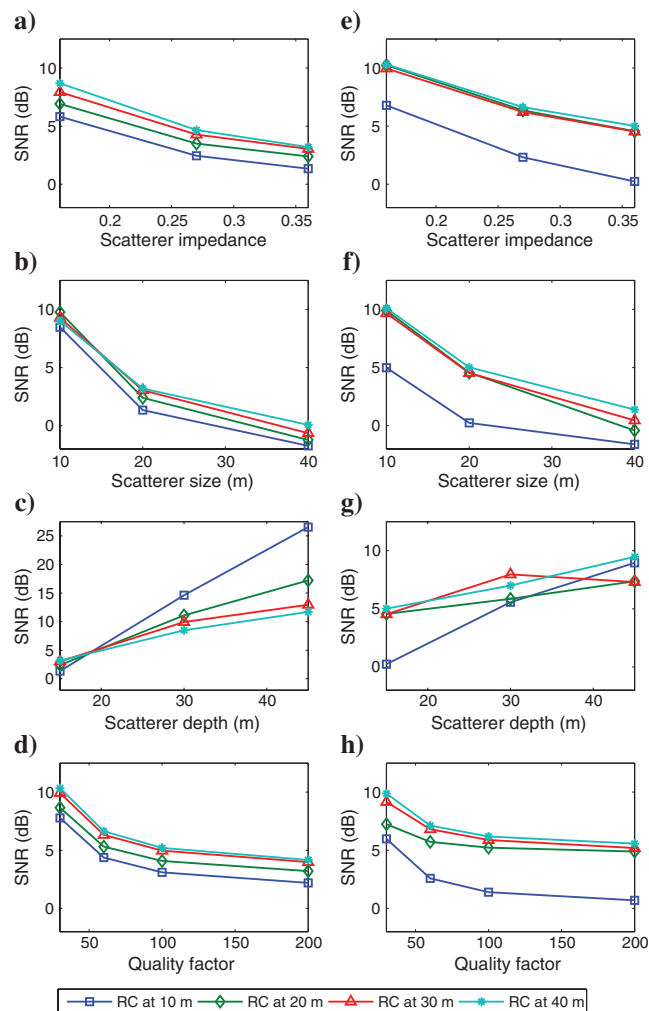 a)
e)
10
5
0
SNR (dB)
0.2 0.25 0.3 0.35
Scatterer impedance
10
5
0
SNR (dB)
0.2 0.25 0.3 0.35
Scatterer impedance
b)
f)
10
5
0
SNR (dB)
10 20 30 40
Scatterer size (m)
10
5
0
SNR (dB)
10 20 30 40
Scatterer size (m)
c)
g)
25
20
15
10
5
0
SNR (dB)
20 30 40
Scatterer depth (m)
10
5
0
SNR (dB)
20 30 40
Scatterer depth (m)
d)
h)
10
5
0
SNR (dB)
50 100 150 200
Quality factor
10
5
0
SNR (dB)
50 100 150 200
Quality factor
RC at 10 m RC at 20 m RC at 30 m RC at 40 m